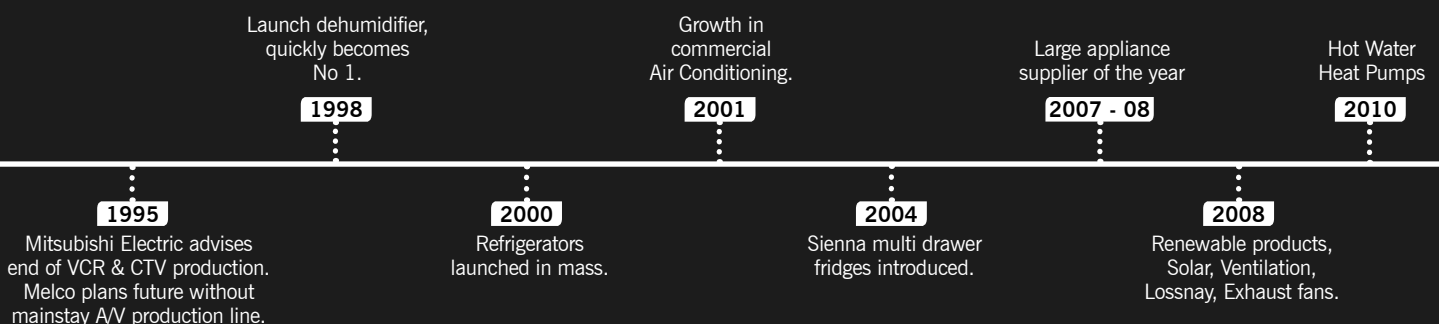 Launch dehumidifier,
quickly becomes
No 1.
1998
Growth in
commercial
Air Conditioning.
2001
Large appliance
supplier of the year
2007 - 08
Hot Water
Heat Pumps
2010
1995
Mitsubishi Electric advises
end of VCR & CTV production.
Melco plans future without
mainstay A/V production line.
2000
Refrigerators
launched in mass.
2004
Sienna multi drawer
fridges introduced.
2008
Renewable products,
Solar, Ventilation,
Lossnay, Exhaust fans.